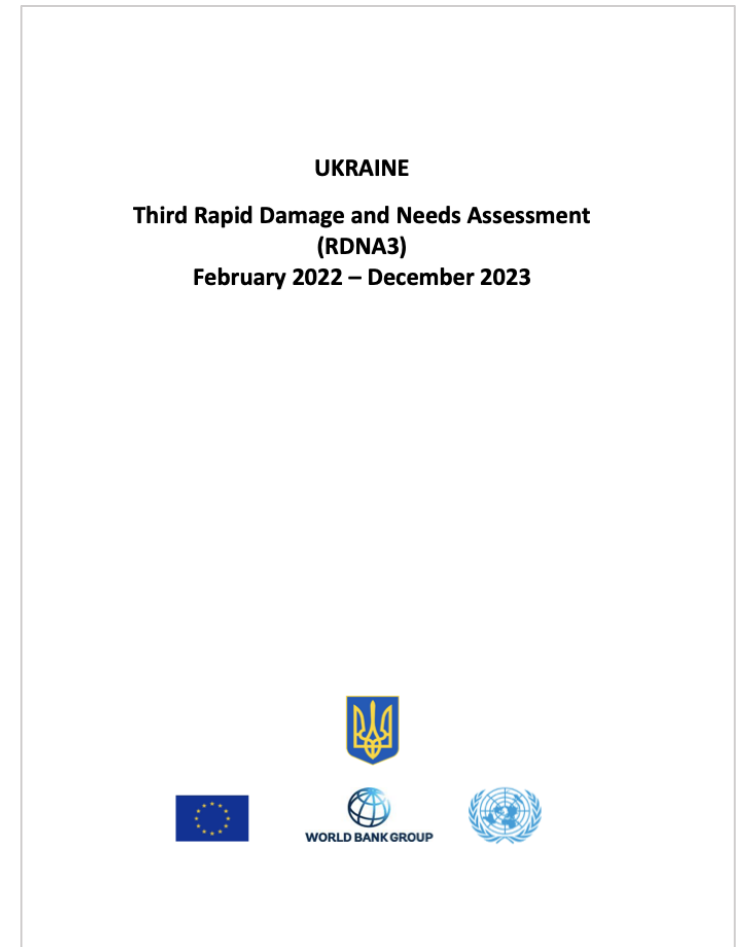 UKRAINE
Third Rapid Damage and Needs Assessment
(RDNA3)
February 2022 – December 2023
WORLD BANK GROUP